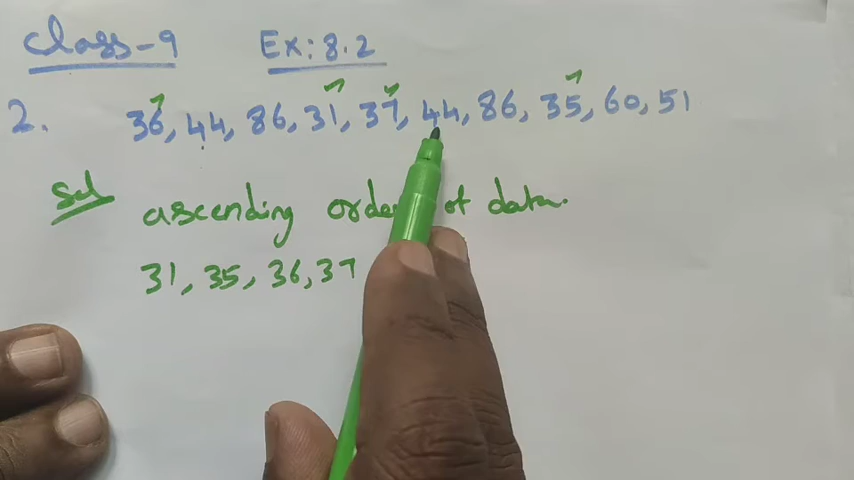 Class-9 Ex: 8.2
2. 36, 44, 86, 31, 37, 44, 86, 35, 60, 51
Sol ascending order of data.
31, 35, 36, 37